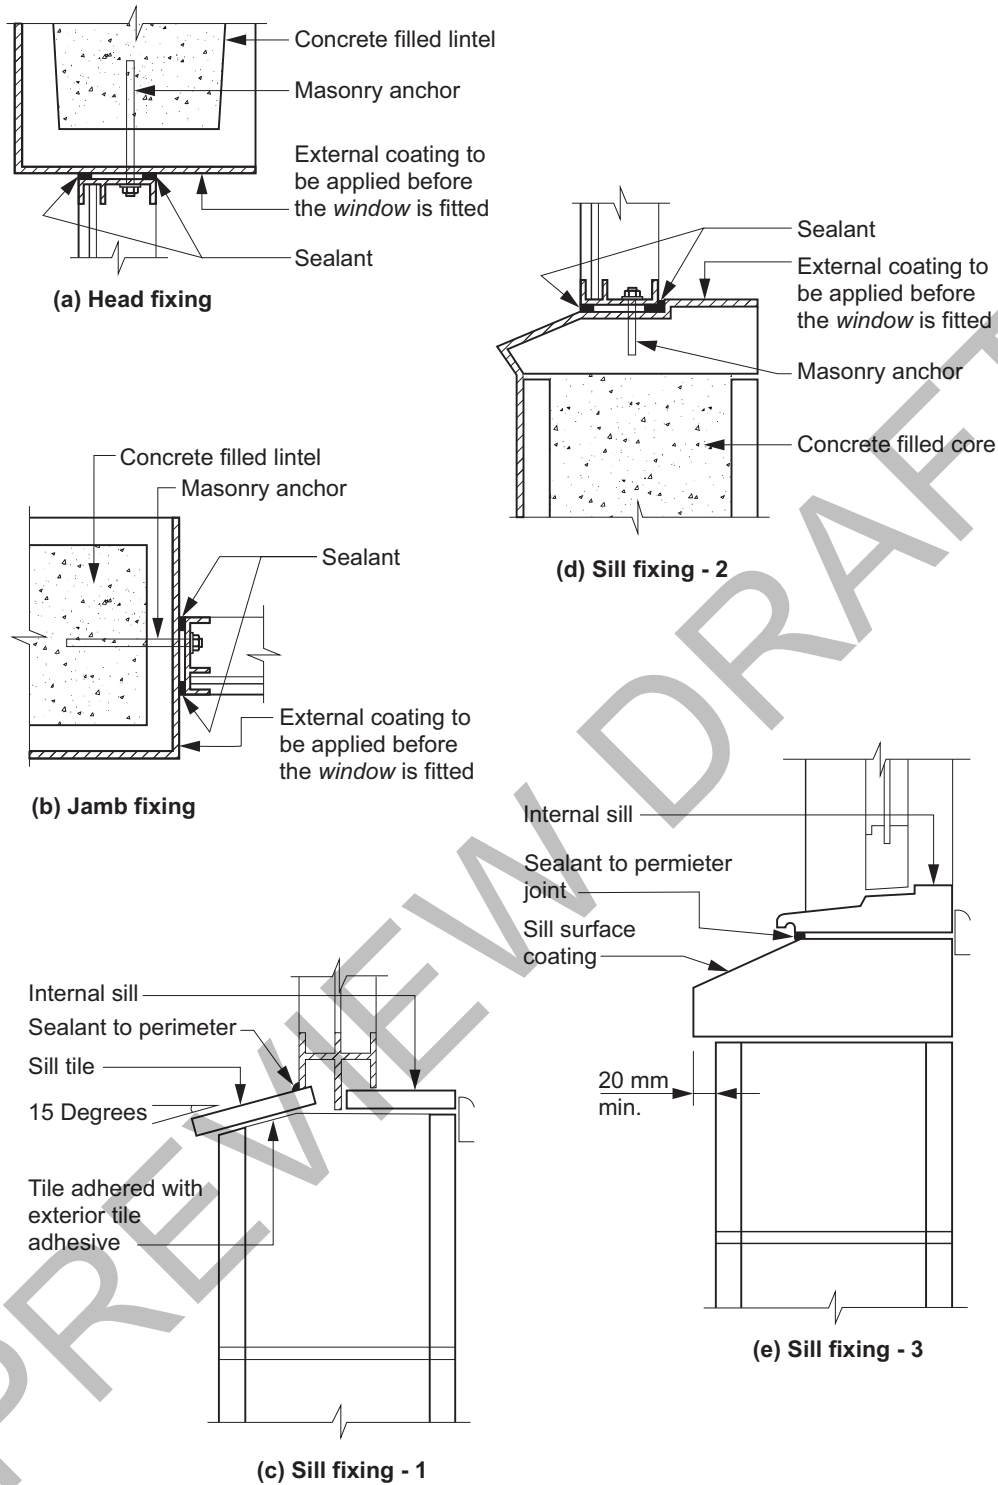 Concrete filled lintel
Masonry anchor
External coating to
be applied before
the window is fitted
Sealant
(a) Head fixing
Sealant
External coating to
be applied before
the window is fitted
Masonry anchor
Concrete filled core
(d) Sill fixing - 2
Concrete filled lintel
Masonry anchor
Sealant
External coating to
be applied before
the window is fitted
(b) Jamb fixing
Internal sill
Sealant to permieter
joint
Sill surface
coating
20 mm
min.
(e) Sill fixing - 3
Internal sill
Sealant to perimeter
Sill tile
15 Degrees
Tile adhered with
exterior tile
adhesive
(c) Sill fixing - 1
PREVIEW DRAFT